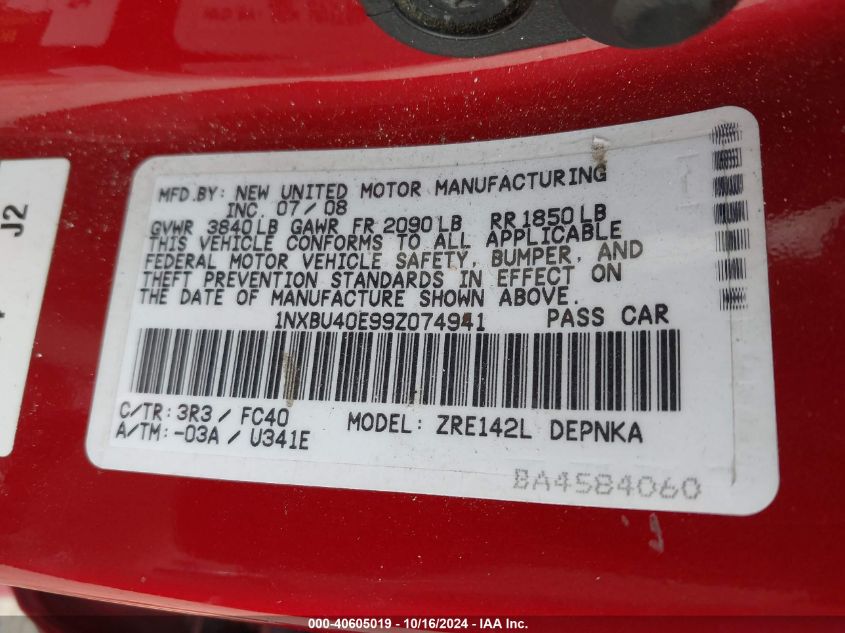 J2
MFD.BY: NEW UNITED MOTOR MANUFACTURING
INC. 07/08
GVWR 3840LB GAWR FR 2090LB RR 1850LB
THIS VEHICLE CONFORMS TO ALL APPLICABLE
FEDERAL MOTOR VEHICLE SAFETY, BUMPER, AND
THEFT PREVENTION STANDARDS IN EFFECT ON
THE DATE OF MANUFACTURE SHOWN ABOVE.
1NXBU40E99Z074941 PASS CAR
C/TR: 3R3 / FC40 MODEL: ZRE142L DEPNKA
A/TM: -03A / U341E
BA4584060
000-40605019 - 10/16/2024 - IAA Inc.